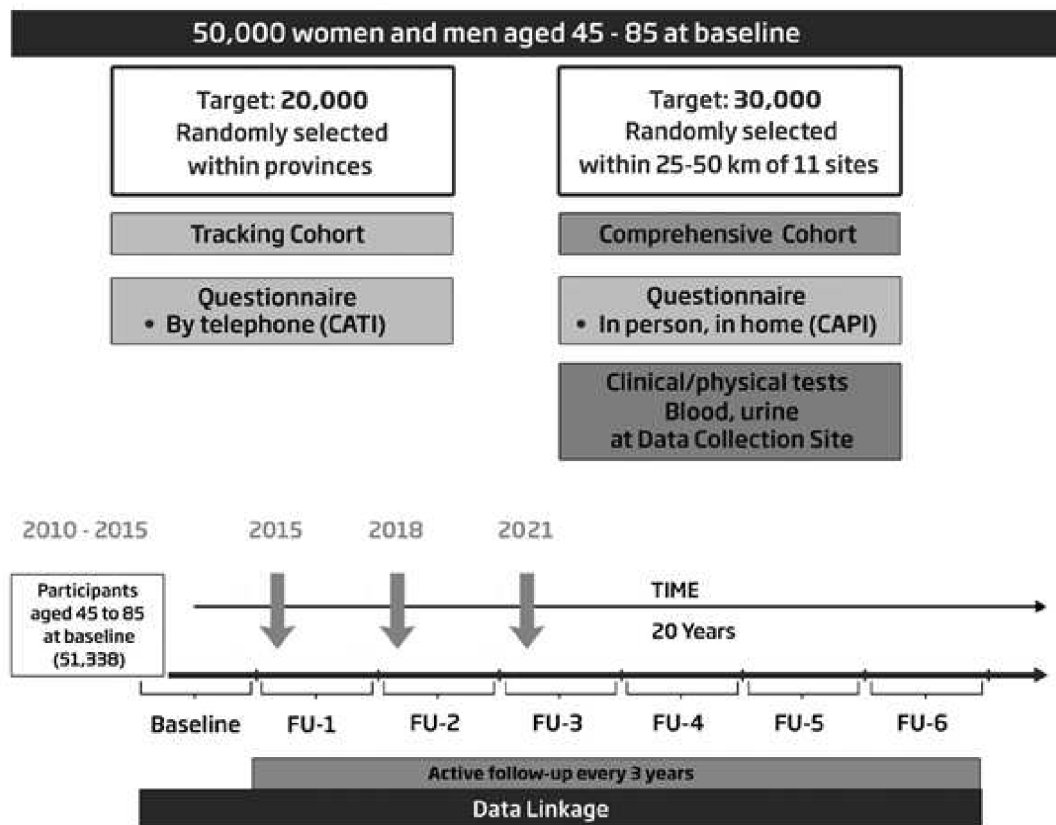 50,000 women and men aged 45 - 85 at baseline
Target: 20,000
Randomly selected
within provinces
Target: 30,000
Randomly selected
within 25-50 km of 11 sites
Tracking Cohort
Comprehensive Cohort
Questionnaire
• By telephone (CATI)
Questionnaire
• In person, in home (CAPI)
Clinical/physical tests
Blood, urine
at Data Collection Site
2010 - 2015
2015
2018
2021
Participants
aged 45 to 85
at baseline
(51,338)
TIME
20 Years
Baseline
FU-1
FU-2
FU-3
FU-4
FU-5
FU-6
Active follow-up every 3 years
Data Linkage